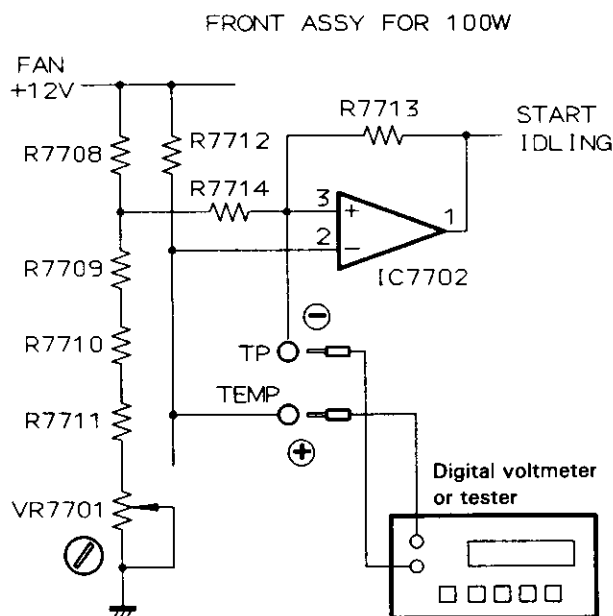 FRONT ASSY FOR 100W
FAN
+12V
R7713
START
IDLING
R7708
R7712
R7714
3
+
1
2
−
R7709
IC7702
−
R7710
TP
TEMP
R7711
+
Digital voltmeter
or tester
VR7701